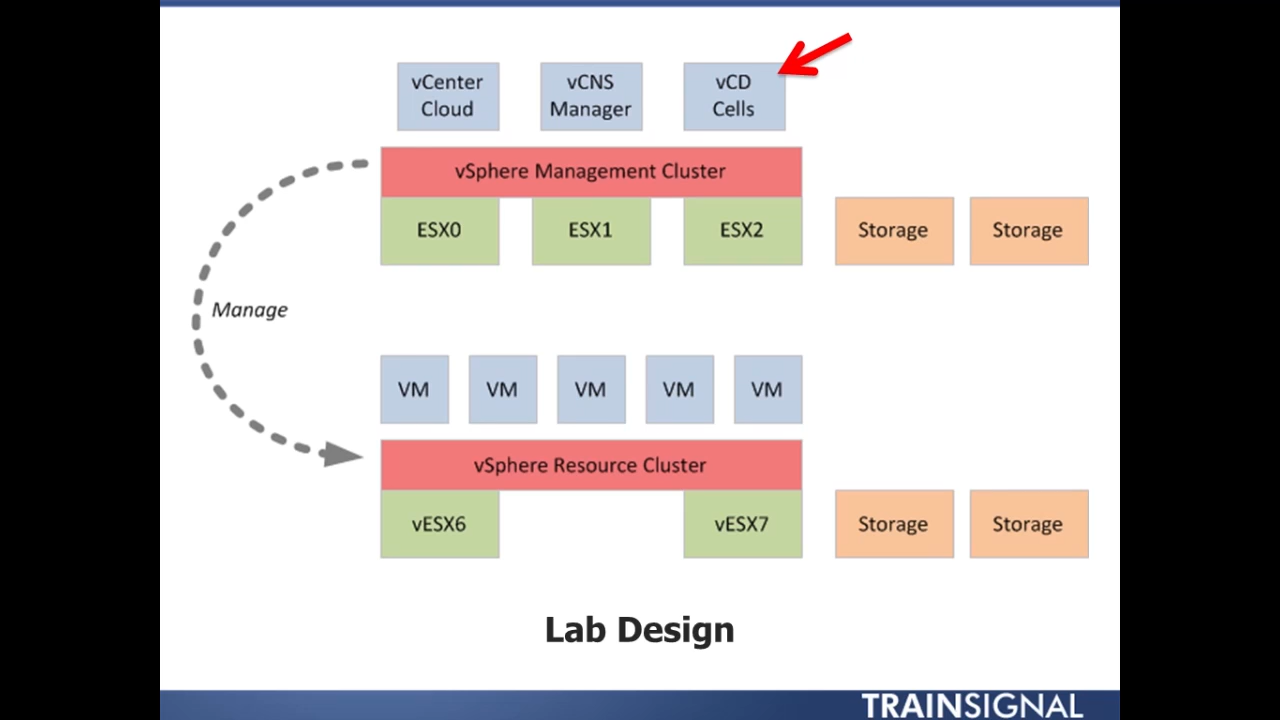 vCenter
Cloud
vCNS
Manager
vCD
Cells
vSphere Management Cluster
ESX0
ESX1
ESX2
Storage
Storage
Manage
VM
VM
VM
VM
VM
vSphere Resource Cluster
vESX6
vESX7
Storage
Storage
Lab Design
TRAINSIGNAL